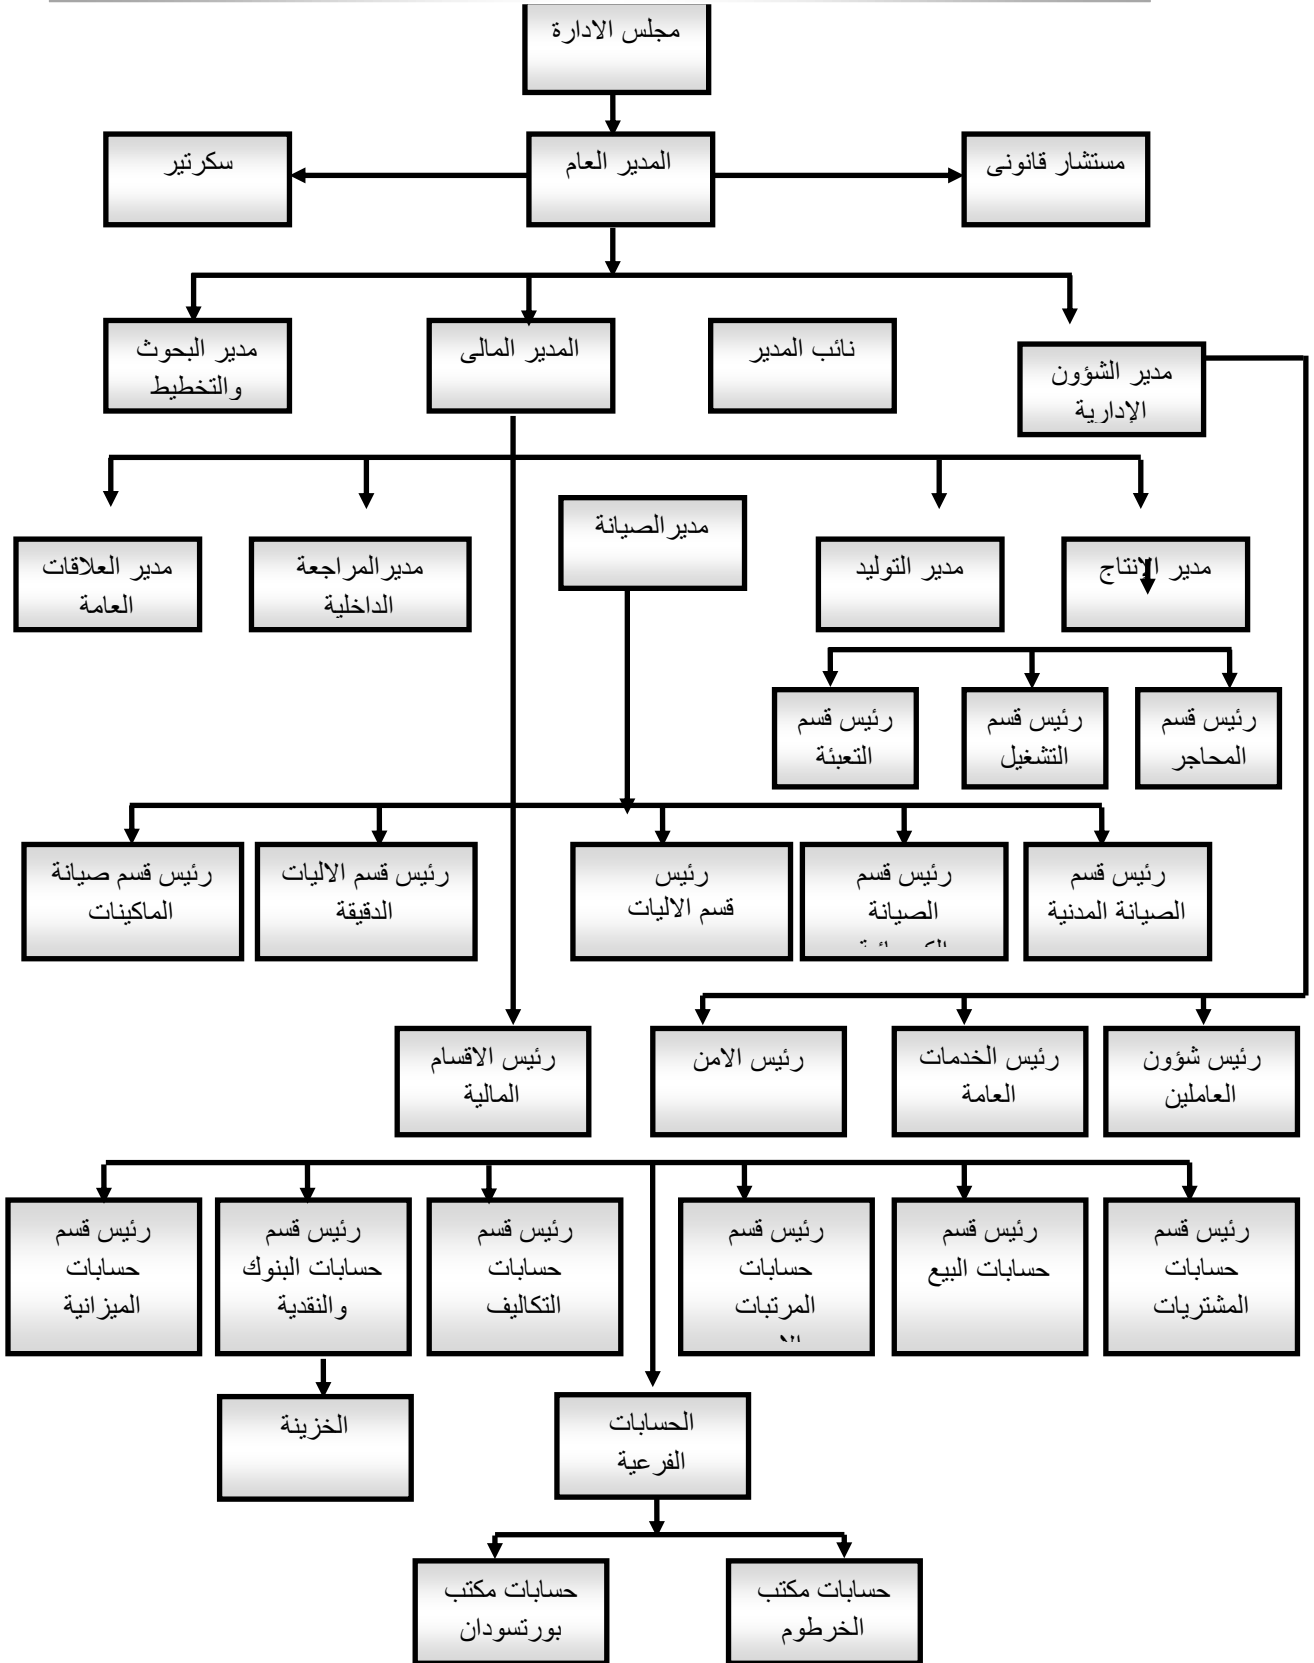 مجلس الادارة
مستشار قانونى
المدير العام
سكرتير
مدير الشؤون
الإدارية
نائب المدير
المدير المالى
مدير البحوث
والتخطيط
مدير الإنتاج
مدير التوليد
مديرالصيانة
مديرالمراجعة
الداخلية
مدير العلاقات
العامة
رئيس قسم
المحاجر
رئيس قسم
التشغيل
رئيس قسم
التعبئة
رئيس قسم
الصيانة المدنية
رئيس قسم
الصيانة
رئيس
قسم الاليات
رئيس قسم الاليات
الدقيقة
رئيس قسم صيانة
الماكينات
رئيس شؤون
العاملين
رئيس الخدمات
العامة
رئيس الامن
رئيس الاقسام
المالية
رئيس قسم
حسابات
المشتريات
رئيس قسم
حسابات البيع
رئيس قسم
حسابات
المرتبات
رئيس قسم
حسابات
التكاليف
رئيس قسم
حسابات البنوك
والنقدية
رئيس قسم
حسابات
الميزانية
الحسابات
الفرعية
الخزينة
حسابات مكتب
الخرطوم
حسابات مكتب
بورتسودان